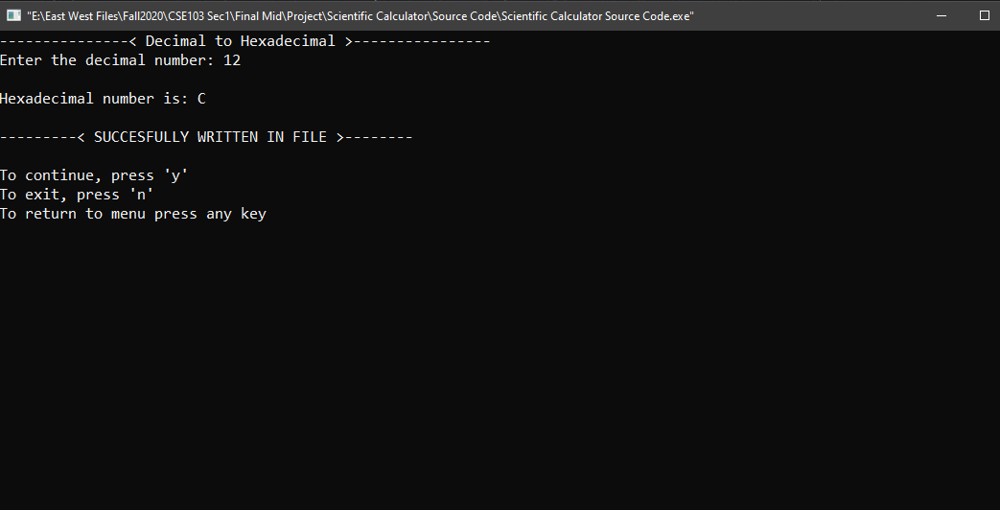 "E:\East West Files\Fall2020\CSE103 Sec1\Final Mid\Project\Scientific Calculator\Source Code\Scientific Calculator Source Code.exe"
---------------< Decimal to Hexadecimal >----------------
Enter the decimal number: 12
Hexadecimal number is: C
---------< SUCCESFULLY WRITTEN IN FILE >--------
To continue, press 'y'
To exit, press 'n'
To return to menu press any key